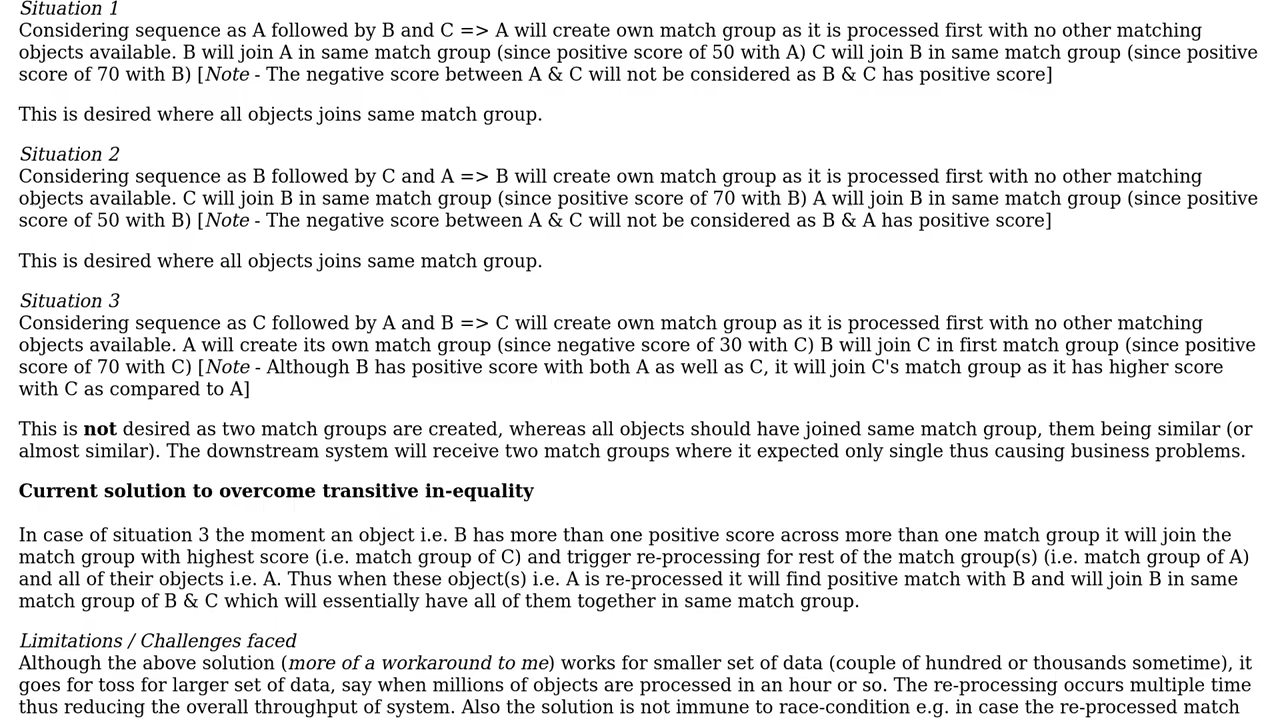 Situation 1
Considering sequence as A followed by B and C => A will create own match group as it is processed first with no other matching
objects available. B will join A in same match group (since positive score of 50 with A) C will join B in same match group (since positive
score of 70 with B) [Note - The negative score between A & C will not be considered as B & C has positive score]
This is desired where all objects joins same match group.
Situation 2
Considering sequence as B followed by C and A => B will create own match group as it is processed first with no other matching
objects available. C will join B in same match group (since positive score of 70 with B) A will join B in same match group (since positive
score of 50 with B) [Note - The negative score between A & C will not be considered as B & A has positive score]
This is desired where all objects joins same match group.
Situation 3
Considering sequence as C followed by A and B => C will create own match group as it is processed first with no other matching
objects available. A will create its own match group (since negative score of 30 with C) B will join C in first match group (since positive
score of 70 with C) [Note - Although B has positive score with both A as well as C, it will join C's match group as it has higher score
with C as compared to A]
This is not desired as two match groups are created, whereas all objects should have joined same match group, them being similar (or
almost similar). The downstream system will receive two match groups where it expected only single thus causing business problems.
Current solution to overcome transitive in-equality
In case of situation 3 the moment an object i.e. B has more than one positive score across more than one match group it will join the
match group with highest score (i.e. match group of C) and trigger re-processing for rest of the match group(s) (i.e. match group of A)
and all of their objects i.e. A. Thus when these object(s) i.e. A is re-processed it will find positive match with B and will join B in same
match group of B & C which will essentially have all of them together in same match group.
Limitations / Challenges faced
Although the above solution (more of a workaround to me) works for smaller set of data (couple of hundred or thousands sometime), it
goes for toss for larger set of data, say when millions of objects are processed in an hour or so. The re-processing occurs multiple time
thus reducing the overall throughput of system. Also the solution is not immune to race-condition e.g. in case the re-processed match